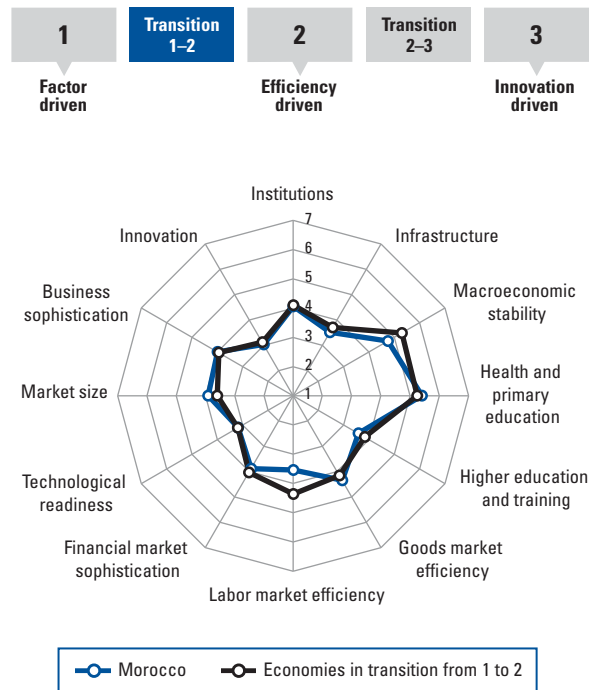 1
Transition
1–2
2
Transition
2–3
3
Factor
driven
Efficiency
driven
Innovation
driven
Institutions
7
Innovation
Infrastructure
6
5
Business
sophistication
Macroeconomic
stability
4
3
2
Market size
1
Health and
primary
education
Technological
readiness
Higher education
and training
Financial market
sophistication
Goods market
efficiency
Labor market efficiency
Morocco
Economies in transition from 1 to 2